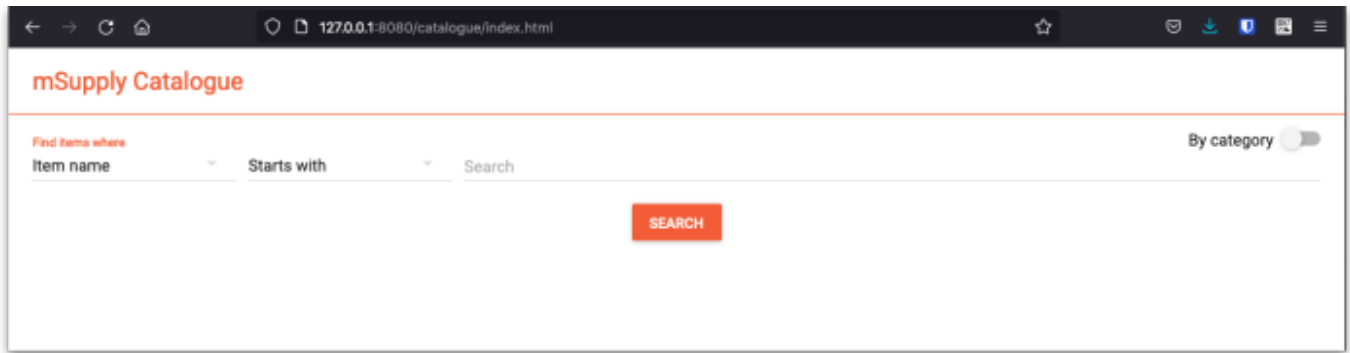 127.0.0.1:8080/catalogue/index.html
mSupply Catalogue
Find items where
By category
Item name
Starts with
Search
SEARCH